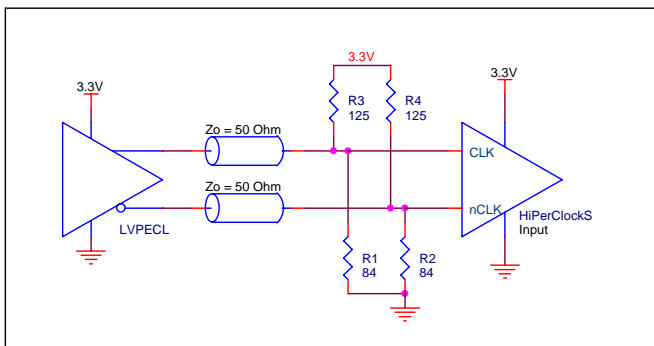 3.3V
3.3V
3.3V
R3
125
R4
125
Zo = 50 Ohm
CLK
Zo = 50 Ohm
nCLK
LVPECL
HiPerClockS
Input
R1
84
R2
84